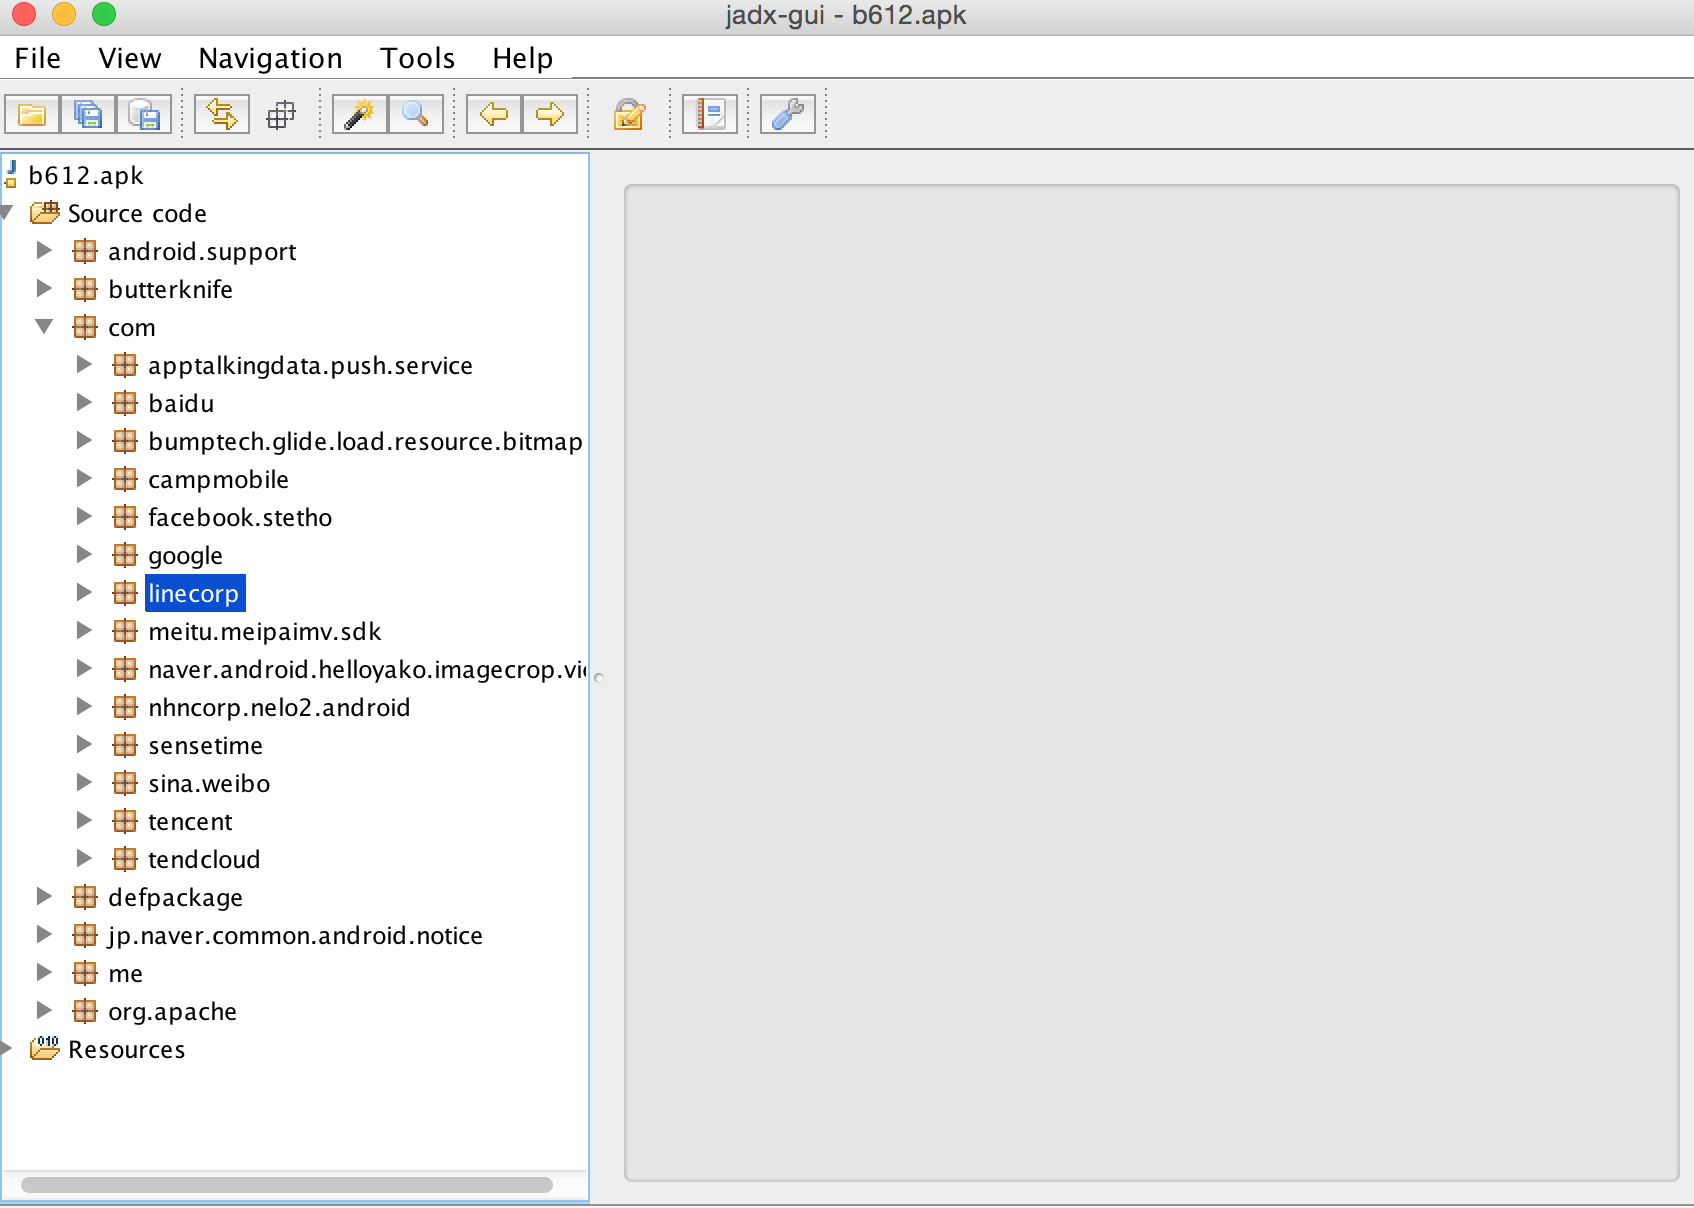 jadx-gui - b612.apk
File View Navigation Tools Help
b612.apk
Source code
android.support
butterknife
com
apptalkingdata.push.service
baidu
bumptech.glide.load.resource.bitmap
campmobile
facebook.stetho
google
linecorp
meitu.meipaimv.sdk
naver.android.helloyako.imagecrop.vi
nhncorp.nelo2.android
sensetime
sina.weibo
tencent
tendcloud
defpackage
jp.naver.common.android.notice
me
org.apache
010
Resources